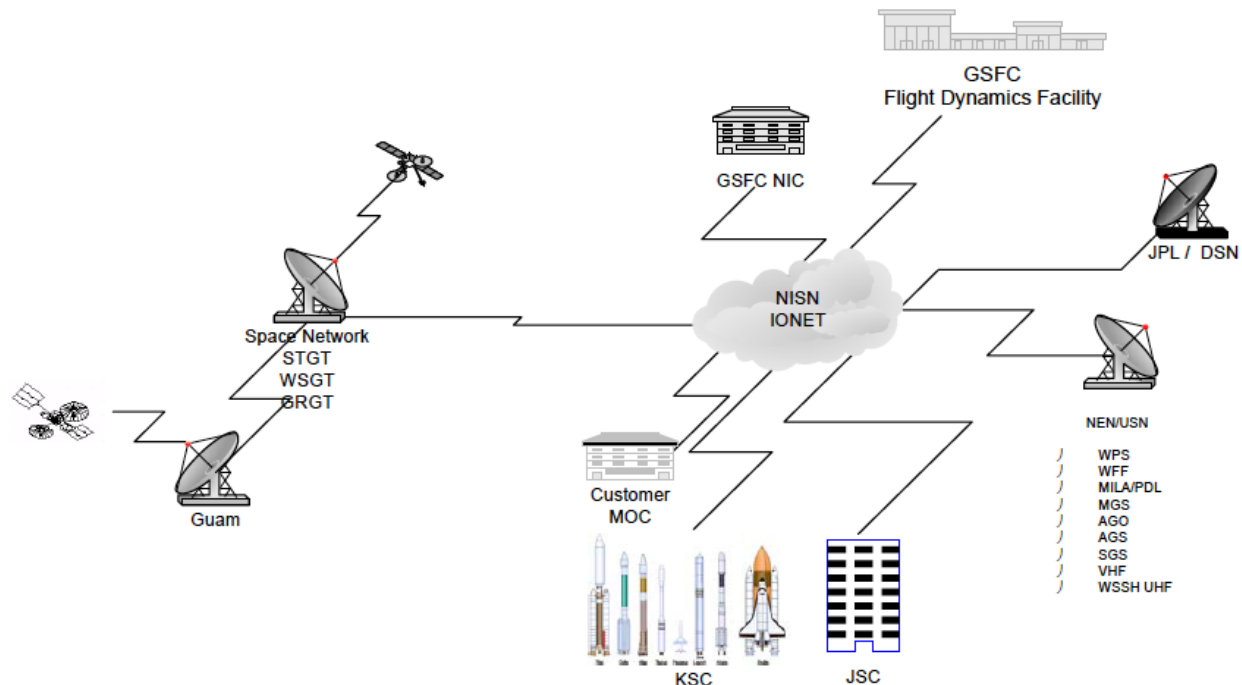 GSFC
Flight Dynamics Facility
GSFC NIC
JPL / DSN
NISN
IONET
Space Network
STGT
WSGT
GRGT
Guam
NEN/USN
WPS
WFF
MILA/PDL
MGS
AGO
AGS
SGS
VHF
WSSH UHF
Customer
MOC
KSC
JSC